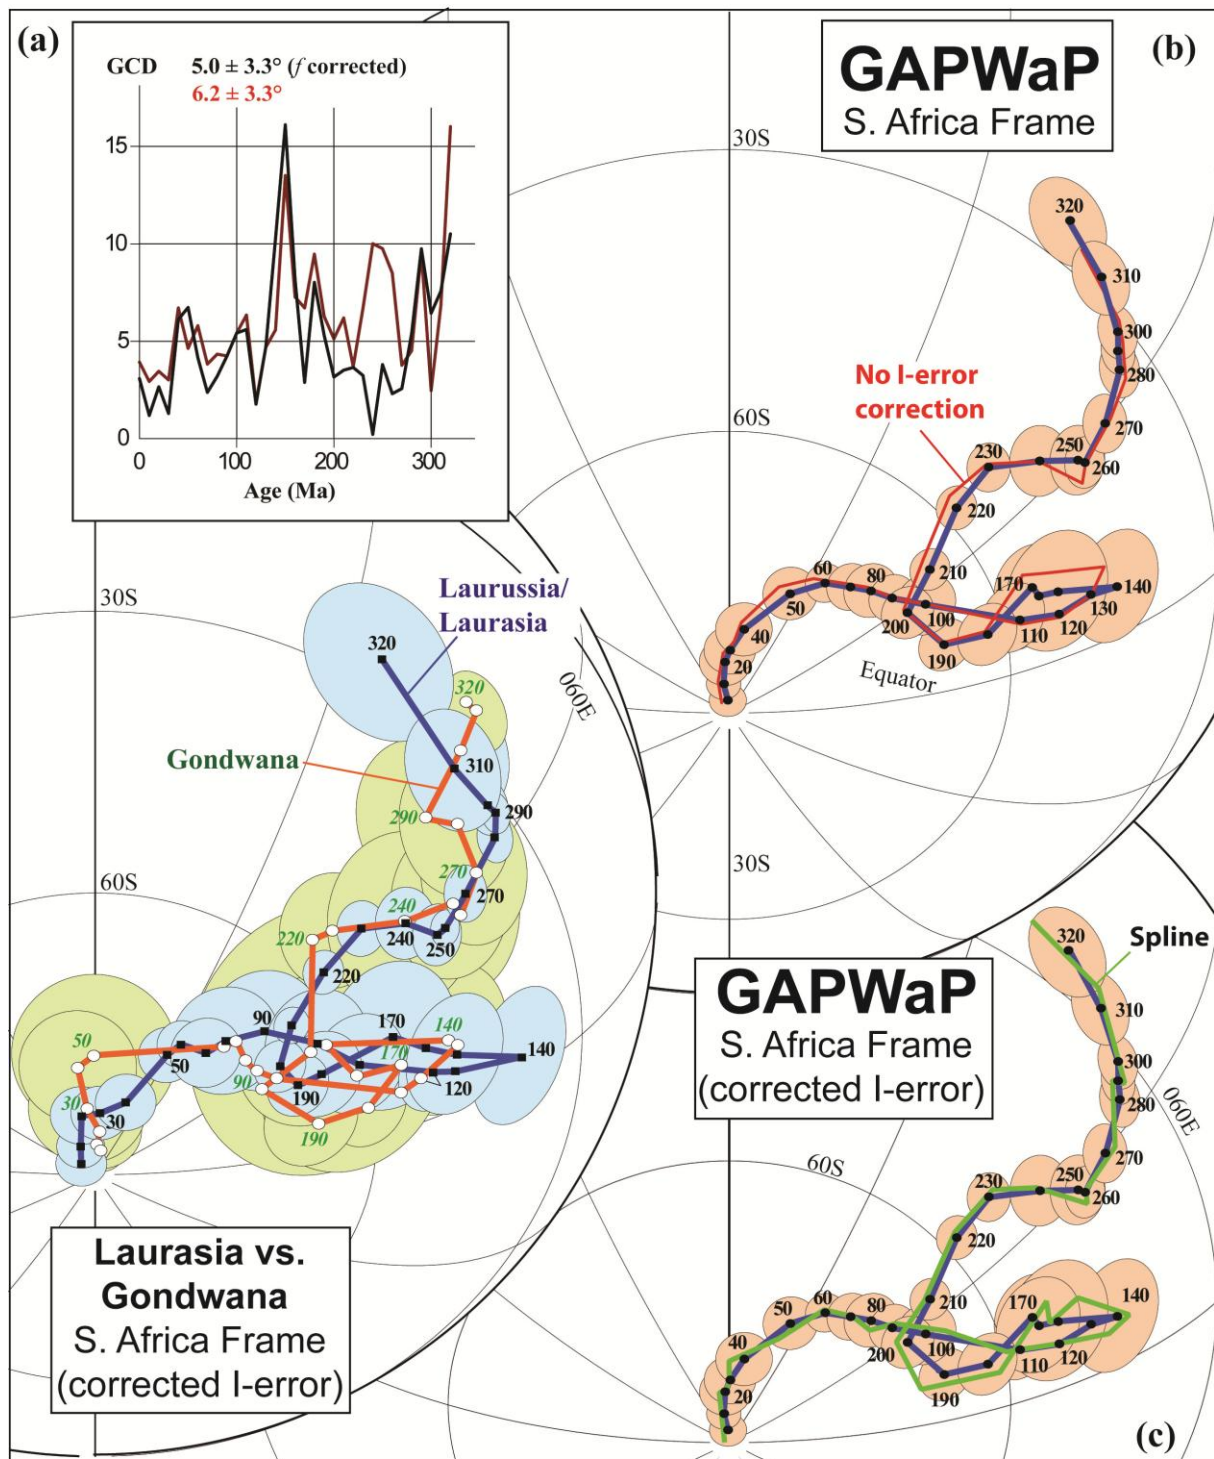 (a)
GCD 5.0 ± 3.3° (f corrected)
6.2 ± 3.3°
15
10
5
0
0 100 200 300
Age (Ma)
Laurussia/
Laurasia
30S
320
320
060E
Gondwana
310
290
290
270
270
60S
240
220
240
250
220
90
170
140
50
50
170
140
90
190
120
30
30
190
Laurasia vs.
Gondwana
S. Africa Frame
(corrected I-error)
(b)
GAPWaP
S. Africa Frame
30S
320
310
300
280
No I-error
correction
270
60S
230
250
260
220
210
60
80
170
140
50
130
200
100
110
120
40
190
20
Equator
30S
GAPWaP
S. Africa Frame
(corrected I-error)
Spline
320
310
300
280
060E
270
60S
230
250
260
220
210
60
80
170
140
50
40
200
100
110
120
190
20
(c)